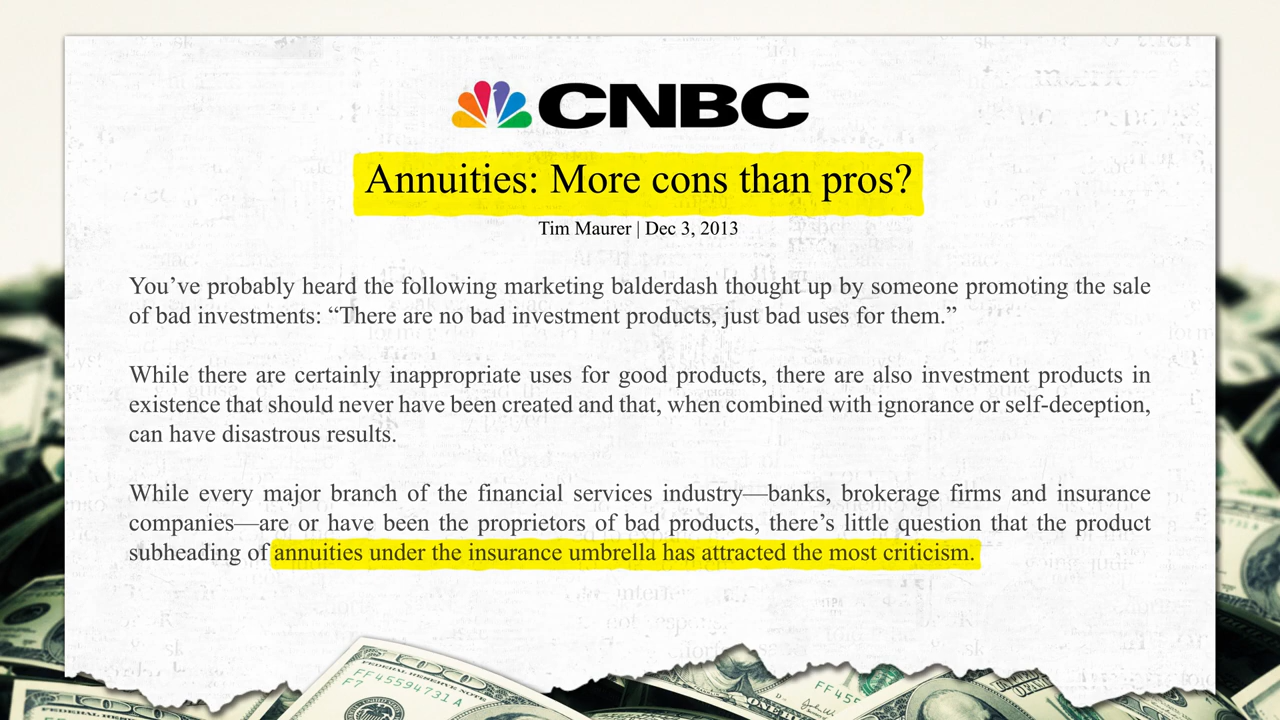 CNBC
Annuities: More cons than pros?
Tim Maurer | Dec 3, 2013
You’ve probably heard the following marketing balderdash thought up by someone promoting the sale
of bad investments: “There are no bad investment products, just bad uses for them.”
While there are certainly inappropriate uses for good products, there are also investment products in
existence that should never have been created and that, when combined with ignorance or self-deception,
can have disastrous results.
While every major branch of the financial services industry—banks, brokerage firms and insurance
companies—are or have been the proprietors of bad products, there’s little question that the product
subheading of annuities under the insurance umbrella has attracted the most criticism.
FEDERAL RESERVE NOTE
FF45594731A
F7
FF455